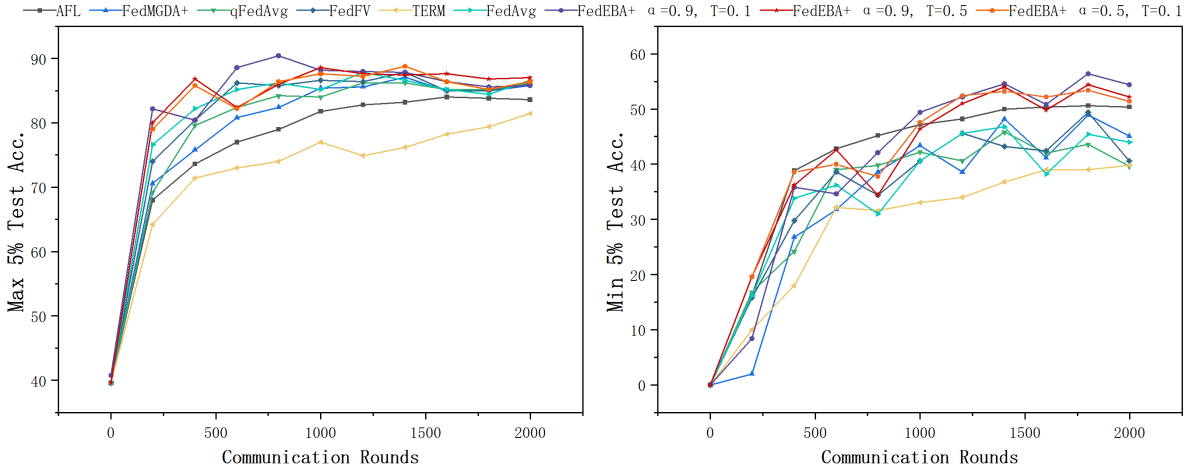 AFL FedMGDA+ qFedAvg FedFV TERM FedAvg FedEBA+ α=0.9, T=0.1 FedEBA+ α=0.9, T=0.5 FedEBA+ α=0.5, T=0.1
Max 5% Test Acc.
90
80
70
60
50
40
0 500 1000 1500 2000
Communication Rounds
Min 5% Test Acc.
60
50
40
30
20
10
0
0 500 1000 1500 2000
Communication Rounds